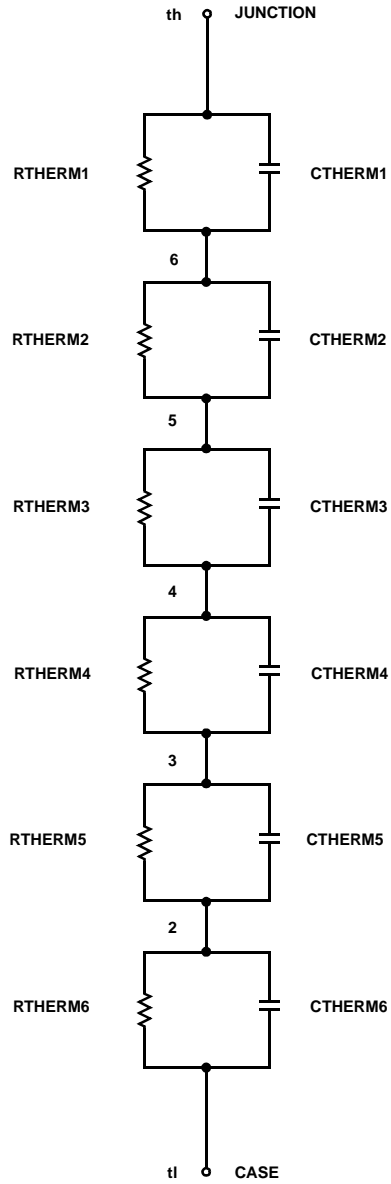 th JUNCTION
RTHERM1 CTHERM1
6
RTHERM2 CTHERM2
5
RTHERM3 CTHERM3
4
RTHERM4 CTHERM4
3
RTHERM5 CTHERM5
2
RTHERM6 CTHERM6
tl CASE